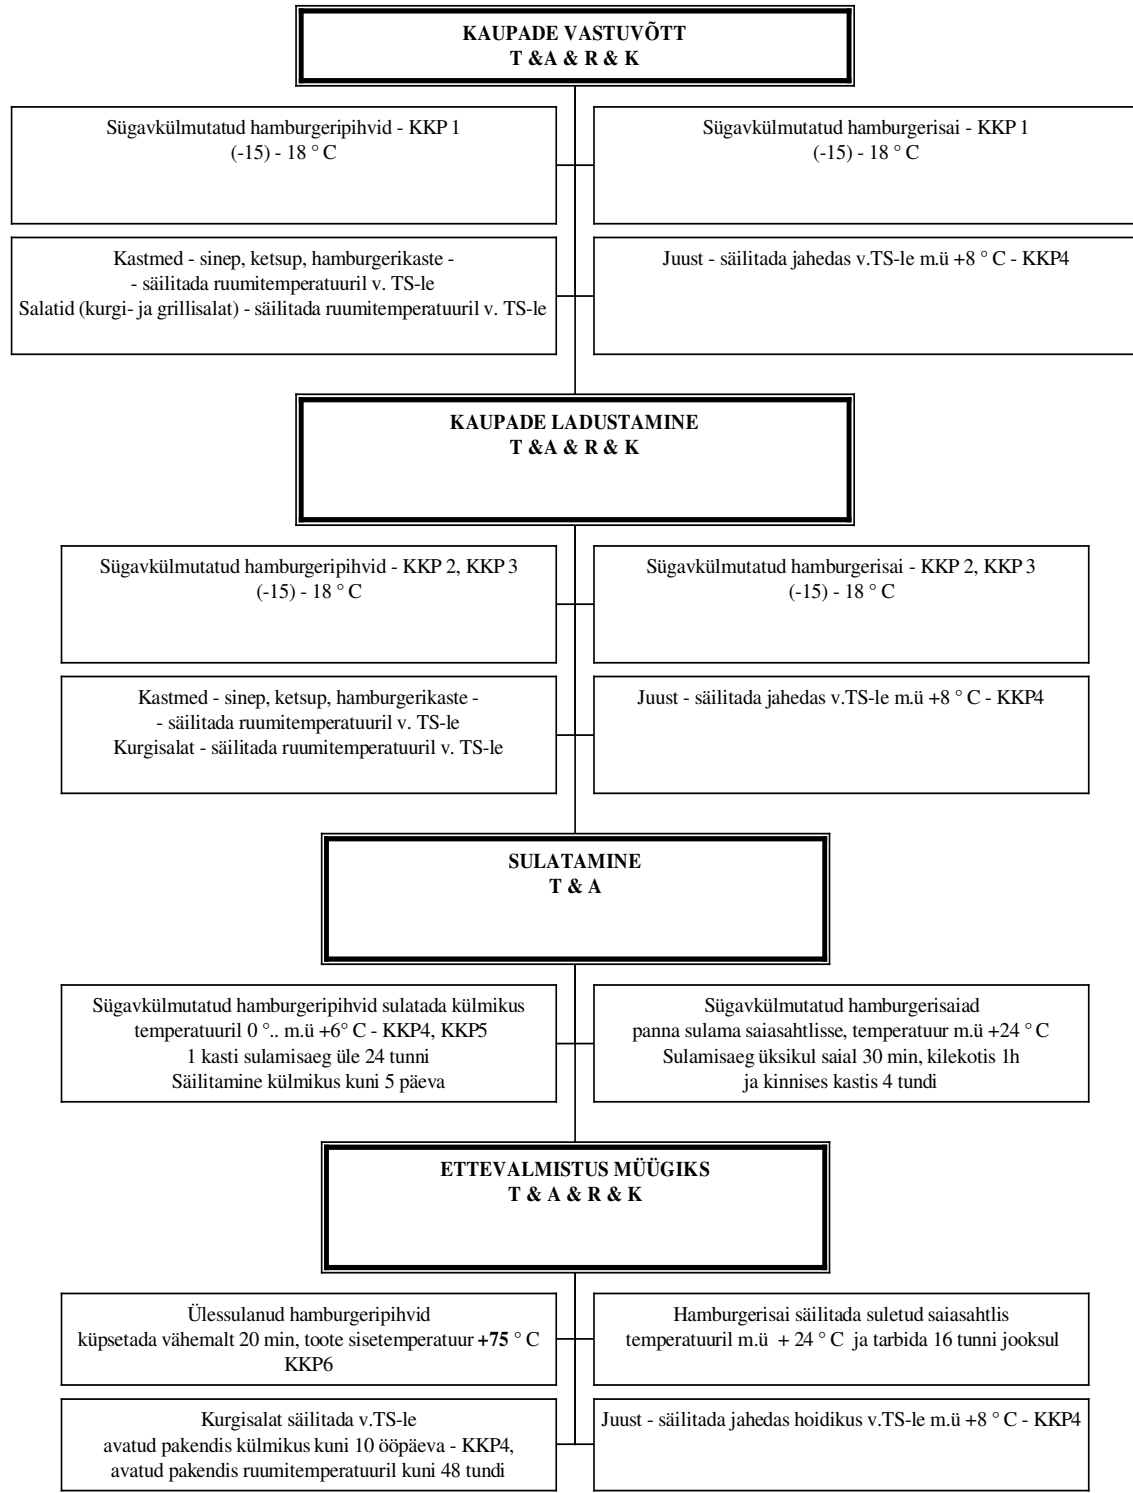 KAUPADE VASTUVÕTT
T &A & R & K
Sügavkülmutatud hamburgeripihvid - KKP 1
(-15) - 18 ° C
Sügavkülmutatud hamburgerisai - KKP 1
(-15) - 18 ° C
Kastmed - sinep, ketsup, hamburgerikaste -
- säilitada ruumitemperatuuril v. TS-le
Salatid (kurgi- ja grillisalat) - säilitada ruumitemperatuuril v. TS-le
Juust - säilitada jahedas v.TS-le m.ü +8 ° C - KKP4
KAUPADE LADUSTAMINE
T &A & R & K
Sügavkülmutatud hamburgeripihvid - KKP 2, KKP 3
(-15) - 18 ° C
Sügavkülmutatud hamburgerisai - KKP 2, KKP 3
(-15) - 18 ° C
Kastmed - sinep, ketsup, hamburgerikaste -
- säilitada ruumitemperatuuril v. TS-le
Kurgisalat - säilitada ruumitemperatuuril v. TS-le
Juust - säilitada jahedas v.TS-le m.ü +8 ° C - KKP4
SULATAMINE
T & A
Sügavkülmutatud hamburgeripihvid sulatada külmikus
temperatuuril 0 °.. m.ü +6° C - KKP4, KKP5
1 kasti sulamisaeg üle 24 tunni
Säilitamine külmikus kuni 5 päeva
Sügavkülmutatud hamburgerisaiad
panna sulama saiasahtlisse, temperatuur m.ü +24 ° C
Sulamisaeg üksikul saial 30 min, kilekotis 1h
ja kinnises kastis 4 tundi
ETTEVALMISTUS MÜÜGIKS
T & A & R & K
Ülessulanud hamburgeripihvid
küpsetada vähemalt 20 min, toote sisetemperatuur +75 ° C
KKP6
Hamburgerisai säilitada suletud saiasahtlis
temperatuuril m.ü + 24 ° C ja tarbida 16 tunni jooksul
Kurgisalat säilitada v.TS-le
avatud pakendis külmikus kuni 10 ööpäeva - KKP4,
avatud pakendis ruumitemperatuuril kuni 48 tundi
Juust - säilitada jahedas hoidikus v.TS-le m.ü +8 ° C - KKP4